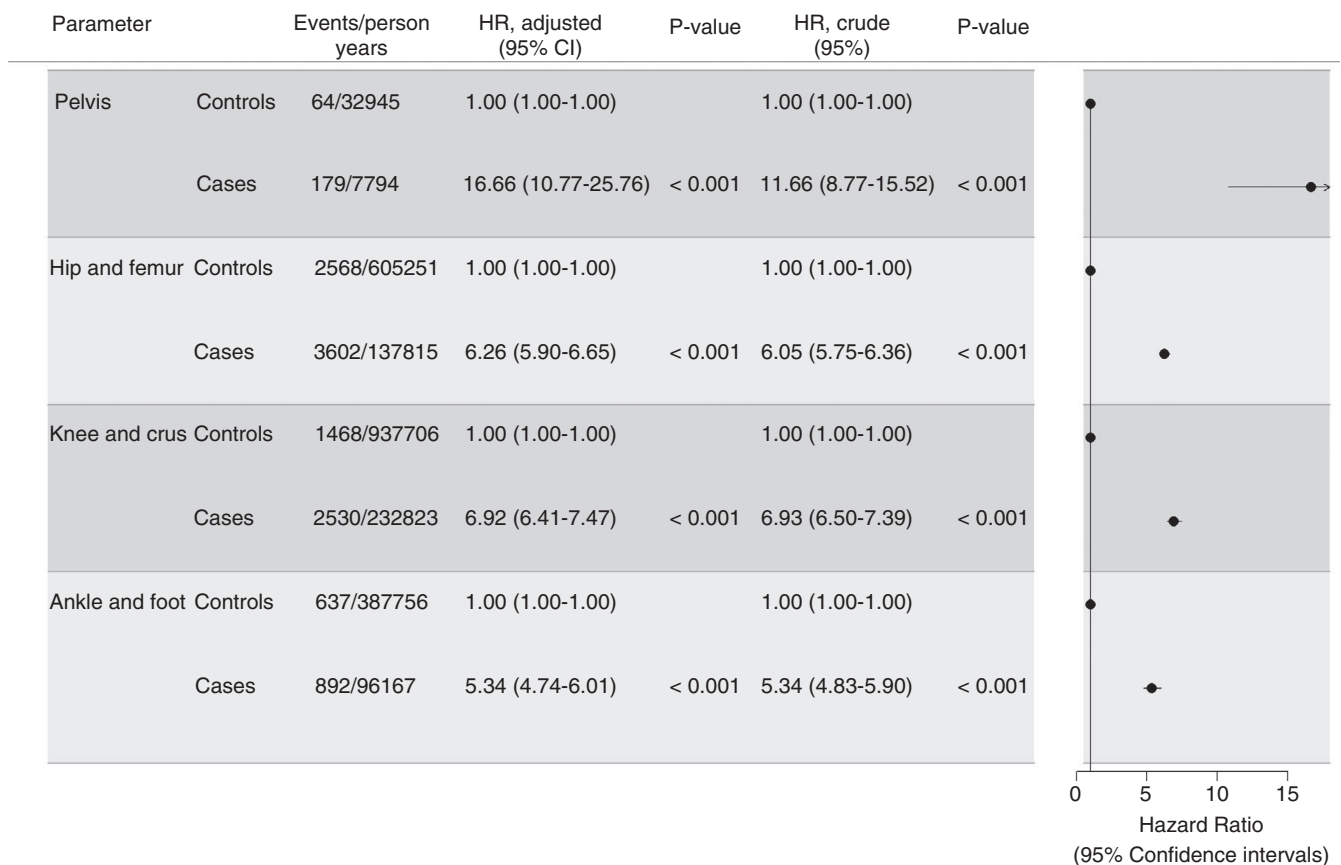 Parameter Events/person years HR, adjusted (95% CI) P-value HR, crude (95%) P-value
Pelvis Controls 64/32945 1.00 (1.00-1.00) 1.00 (1.00-1.00)
Cases 179/7794 16.66 (10.77-25.76) < 0.001 11.66 (8.77-15.52) < 0.001
Hip and femur Controls 2568/605251 1.00 (1.00-1.00) 1.00 (1.00-1.00)
Cases 3602/137815 6.26 (5.90-6.65) < 0.001 6.05 (5.75-6.36) < 0.001
Knee and crus Controls 1468/937706 1.00 (1.00-1.00) 1.00 (1.00-1.00)
Cases 2530/232823 6.92 (6.41-7.47) < 0.001 6.93 (6.50-7.39) < 0.001
Ankle and foot Controls 637/387756 1.00 (1.00-1.00) 1.00 (1.00-1.00)
Cases 892/96167 5.34 (4.74-6.01) < 0.001 5.34 (4.83-5.90) < 0.001
0 5 10 15
Hazard Ratio
(95% Confidence intervals)